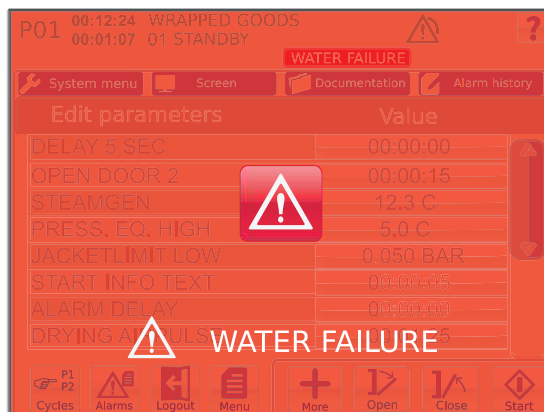 P01 00:12:24 WRAPPED GOODS
00:01:07 01 STANDBY
?
WATER FAILURE
System menu Screen Documentation Alarm history
Edit parameters Value
DELAY 5 SEC 00:00:00
OPEN DOOR 2 00:00:15
STEAMGEN 12.3 C
PRESS. EQ. HIGH 5.0 C
JACKETLIMIT LOW 0.050 BAR
START INFO TEXT 00:00:05
ALARM DELAY 00:00:00
WATER FAILURE
P1
P2
Cycles Alarms Logout Menu More Open Close Start